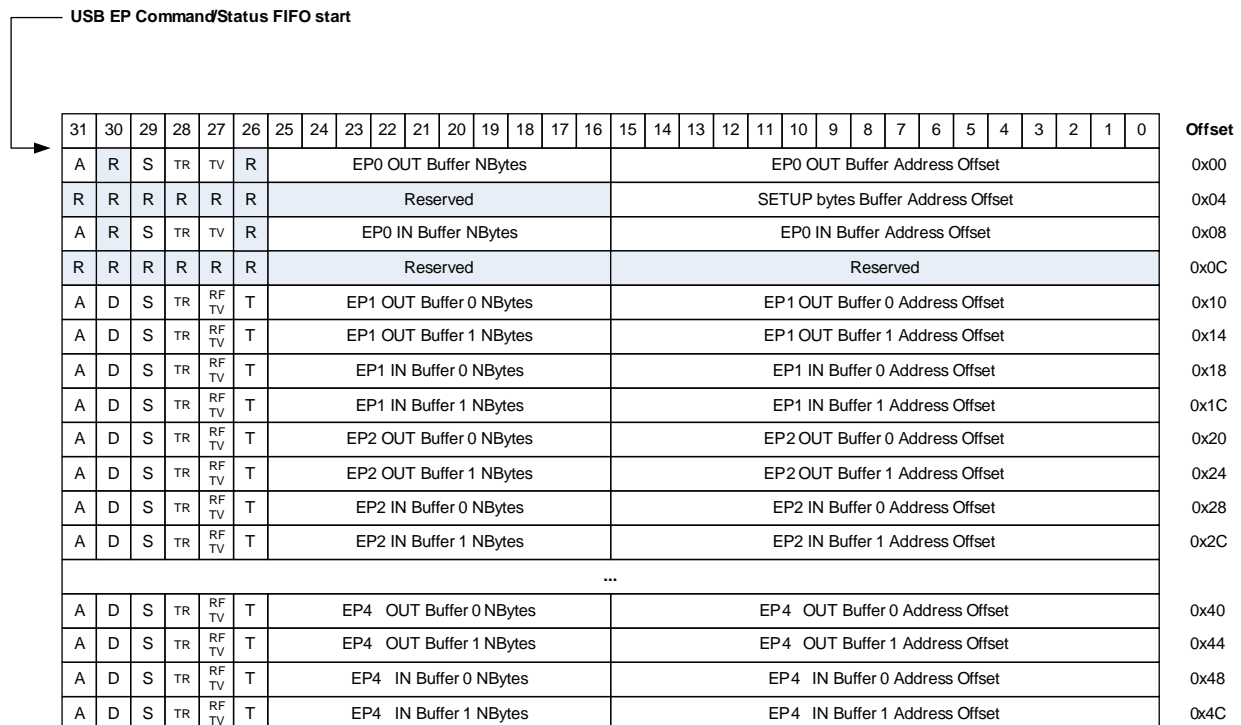 USB EP Command/Status FIFO start
31 30 29 28 27 26 25 24 23 22 21 20 19 18 17 16 15 14 13 12 11 10 9 8 7 6 5 4 3 2 1 0 Offset
A R S TR TV R EP0 OUT Buffer NBytes EP0 OUT Buffer Address Offset 0x00
R R R R R R Reserved SETUP bytes Buffer Address Offset 0x04
A R S TR TV R EP0 IN Buffer NBytes EP0 IN Buffer Address Offset 0x08
R R R R R R Reserved Reserved 0x0C
A D S TR RF TV T EP1 OUT Buffer 0 NBytes EP1 OUT Buffer 0 Address Offset 0x10
A D S TR RF TV T EP1 OUT Buffer 1 NBytes EP1 OUT Buffer 1 Address Offset 0x14
A D S TR RF TV T EP1 IN Buffer 0 NBytes EP1 IN Buffer 0 Address Offset 0x18
A D S TR RF TV T EP1 IN Buffer 1 NBytes EP1 IN Buffer 1 Address Offset 0x1C
A D S TR RF TV T EP2 OUT Buffer 0 NBytes EP2 OUT Buffer 0 Address Offset 0x20
A D S TR RF TV T EP2 OUT Buffer 1 NBytes EP2 OUT Buffer 1 Address Offset 0x24
A D S TR RF TV T EP2 IN Buffer 0 NBytes EP2 IN Buffer 0 Address Offset 0x28
A D S TR RF TV T EP2 IN Buffer 1 NBytes EP2 IN Buffer 1 Address Offset 0x2C
...
A D S TR RF TV T EP4 OUT Buffer 0 NBytes EP4 OUT Buffer 0 Address Offset 0x40
A D S TR RF TV T EP4 OUT Buffer 1 NBytes EP4 OUT Buffer 1 Address Offset 0x44
A D S TR RF TV T EP4 IN Buffer 0 NBytes EP4 IN Buffer 0 Address Offset 0x48
A D S TR RF TV T EP4 IN Buffer 1 NBytes EP4 IN Buffer 1 Address Offset 0x4C